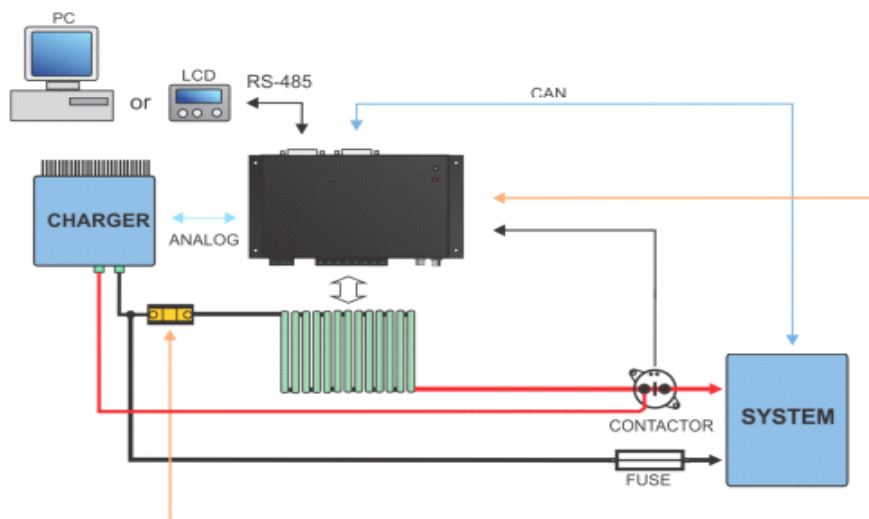 PC
LCD
RS-485
or
CAN
CHARGER
ANALOG
CONTACTOR
SYSTEM
FUSE